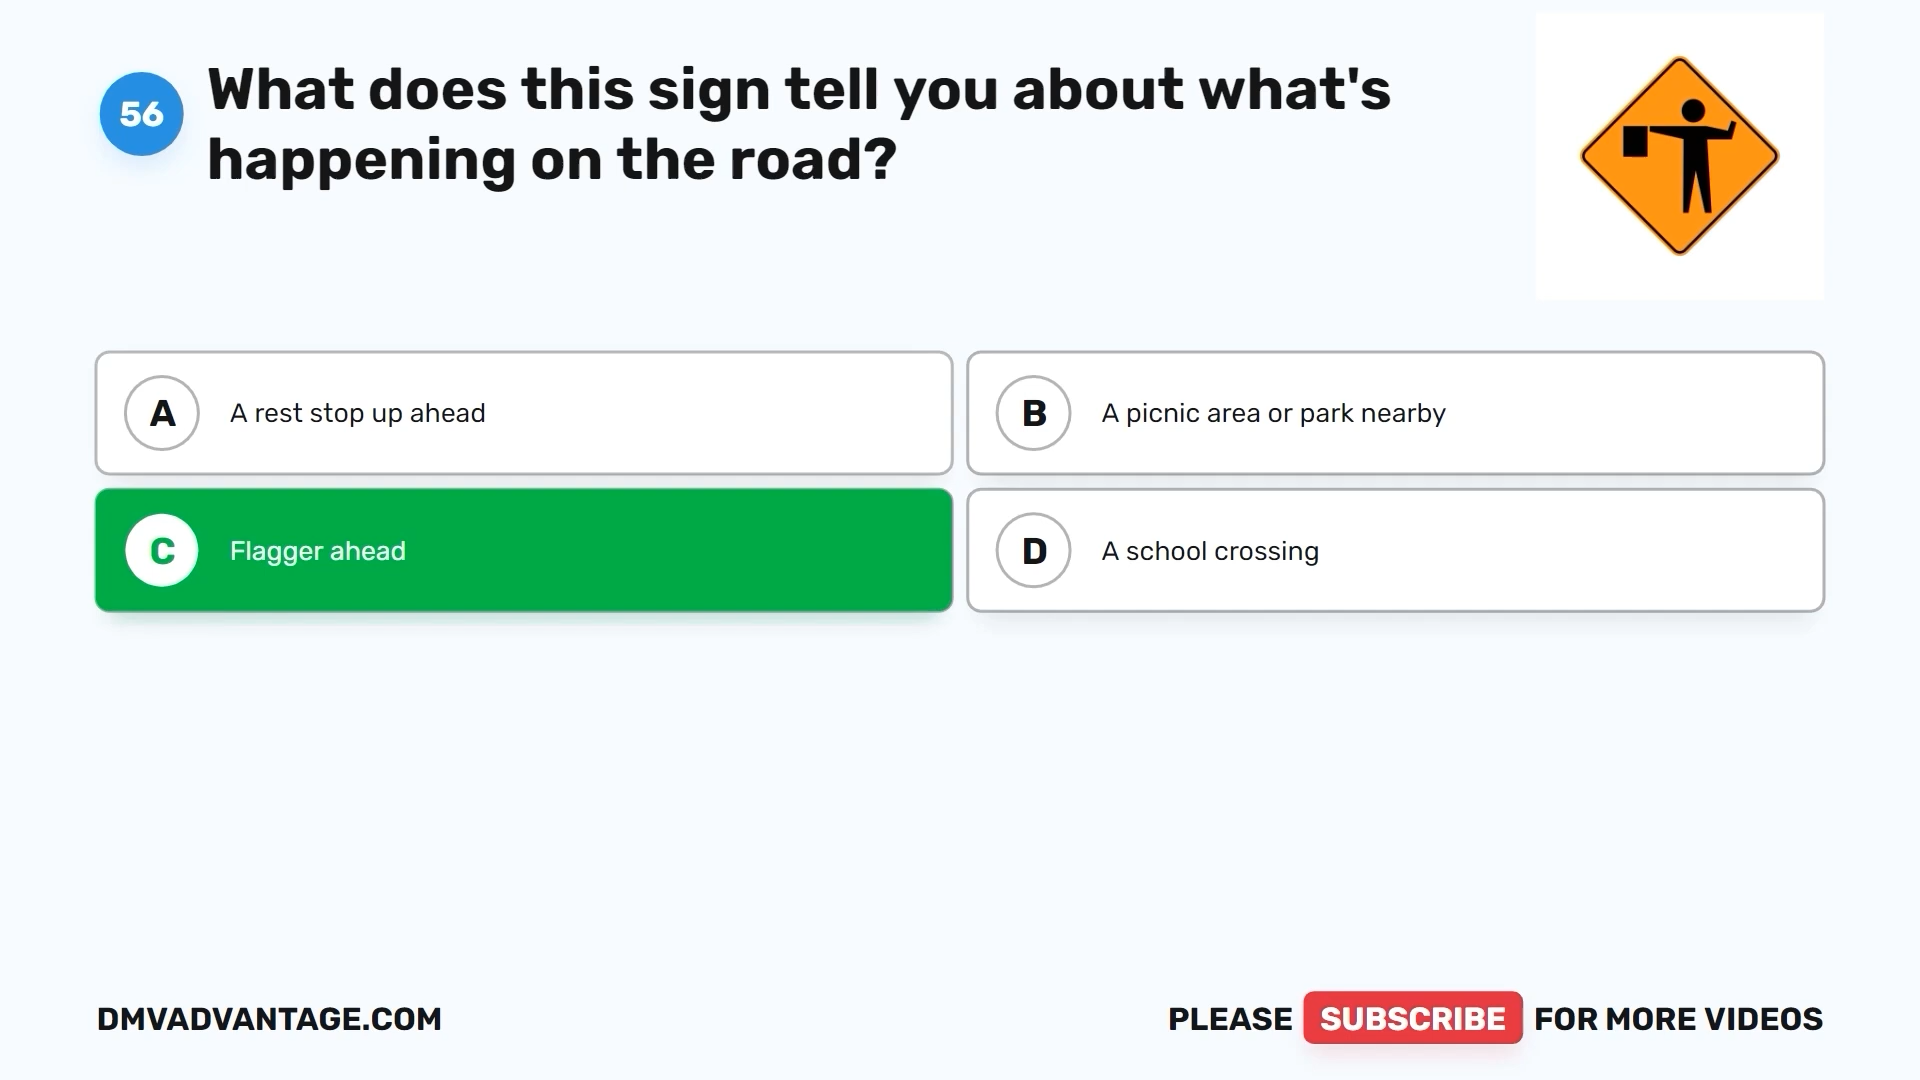 56
What does this sign tell you about what's
happening on the road?
A
A rest stop up ahead
B
A picnic area or park nearby
C
Flagger ahead
D
A school crossing
DMVADVANTAGE.COM
PLEASE SUBSCRIBE FOR MORE VIDEOS